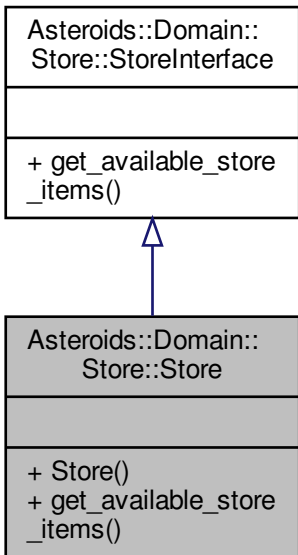 Asteroids::Domain::
Store::StoreInterface
+ get_available_store
_items()
Asteroids::Domain::
Store::Store
+ Store()
+ get_available_store
_items()